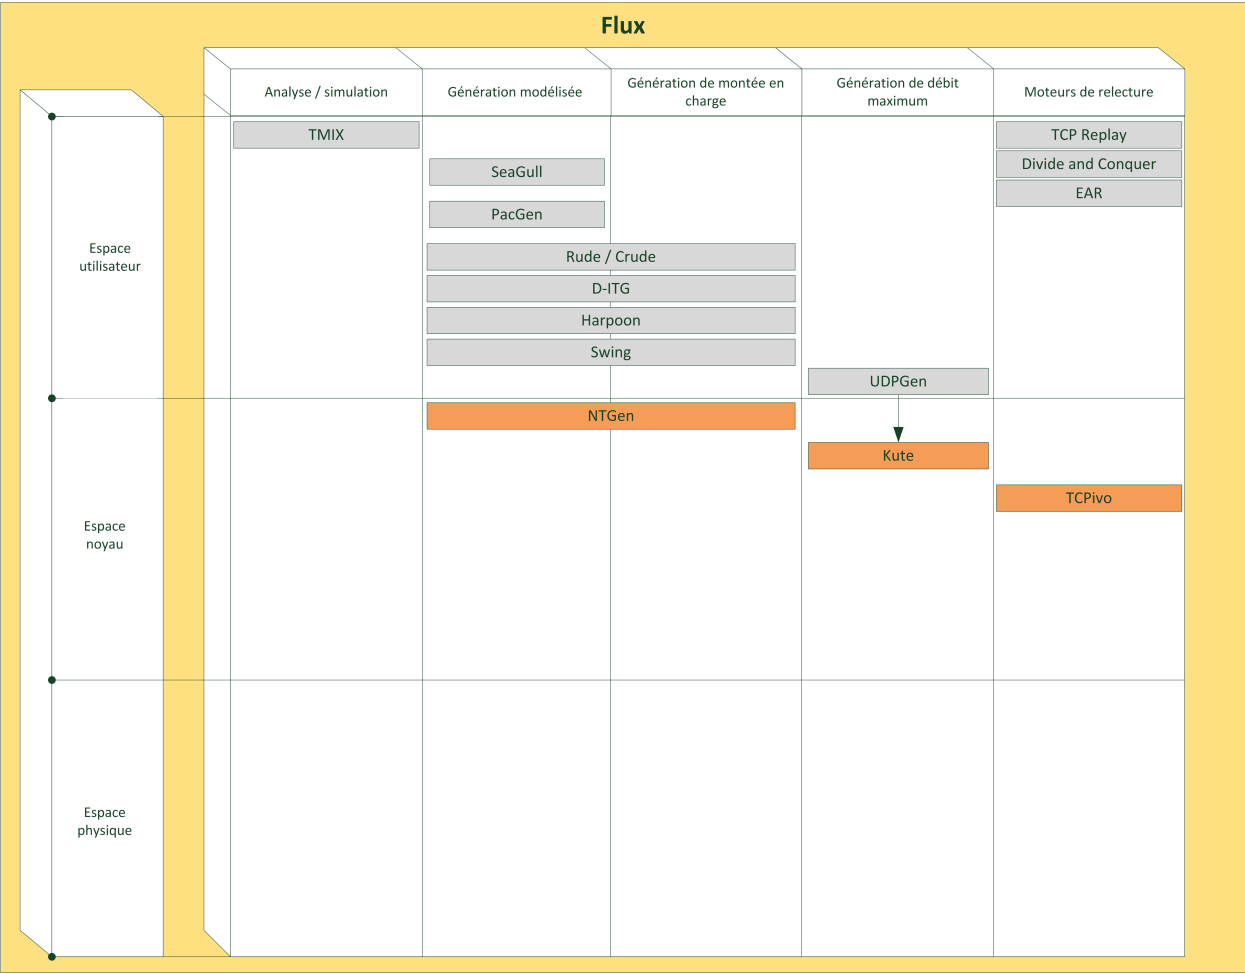 Flux
Analyse / simulation
Génération modélisée
Génération de montée en
charge
Génération de débit
maximum
Moteurs de relecture
Espace
utilisateur
TMIX
TCP Replay
Divide and Conquer
EAR
SeaGull
PacGen
Rude / Crude
D-ITG
Harpoon
Swing
UDPGen
Espace
noyau
NTGen
Kute
TCPivo
Espace
physique